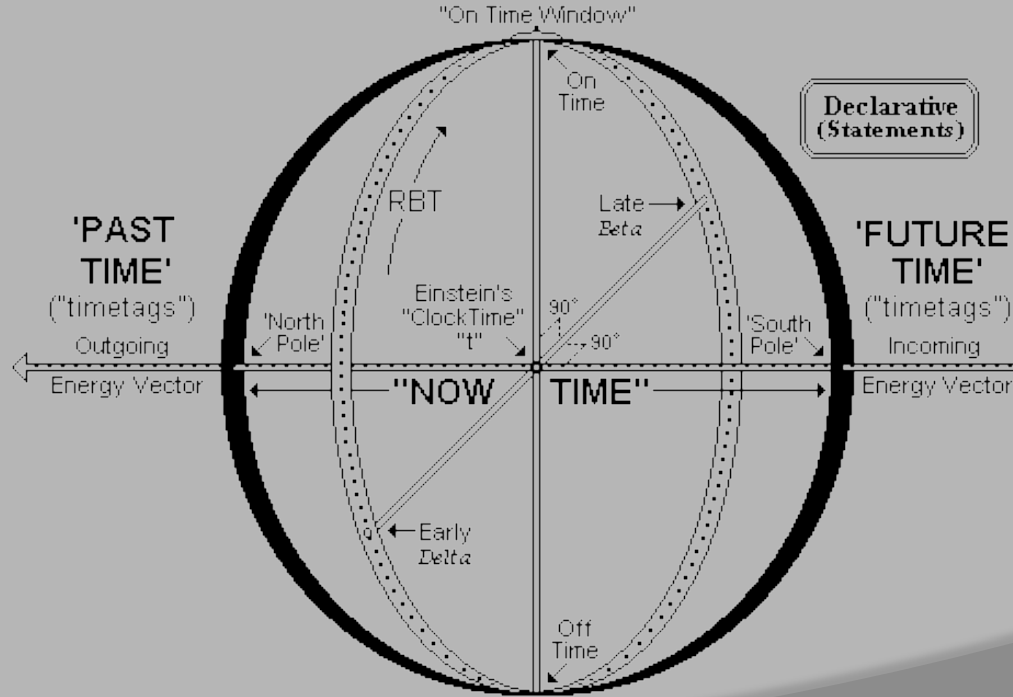 "On Time Window"
On
Time
Declarative
(Statements)
RBT
Late
Beta
'PAST
TIME'
("timetags")
'FUTURE
TIME'
("timetags")
Einstein's
"ClockTime"
"t"
90°
90°
'North
Pole'
'South
Pole'
Outgoing
Energy Vector
Incoming
Energy Vector
"NOW TIME"
Early
Delta
Off
Time